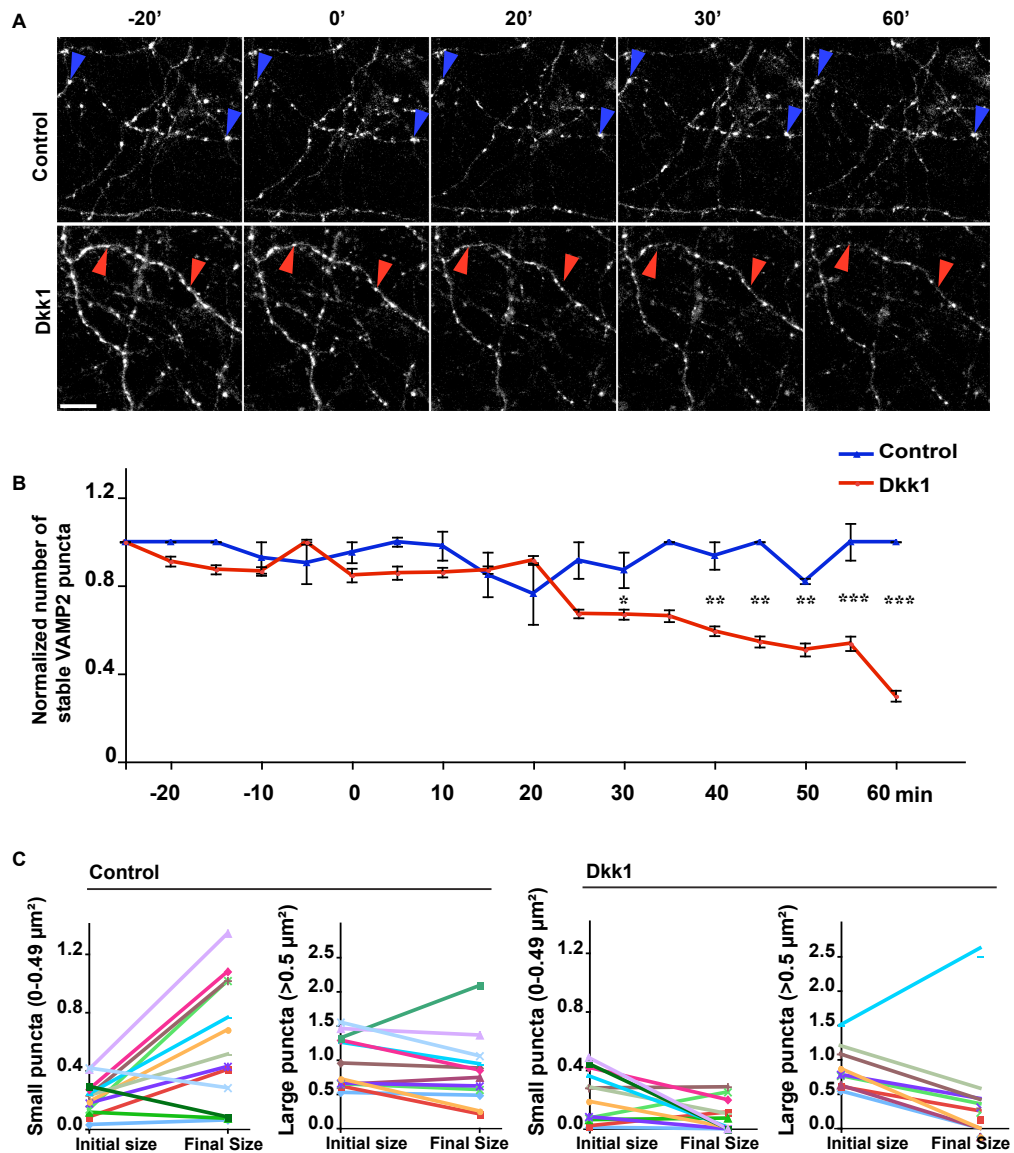 A
-20’ 0’ 20’ 30’ 60’
Control
Dkk1
B
Control
Dkk1
Normalized number of
stable VAMP2 puncta
1.2
0.8
0.4
0
* ** ** ** *** ***
-20 -10 0 10 20 30 40 50 60 min
C
Control
Dkk1
Small puncta (0-0.49 µm²)
1.2
0.8
0.4
0.0
Initial size Final Size
Large puncta (>0.5 µm²)
2.5
2.0
1.5
1.0
0.5
0.0
Initial size Final Size
Small puncta (0-0.49 µm²)
1.2
0.8
0.4
0.0
Initial size Final Size
Large puncta (>0.5 µm²)
2.5
2.0
1.5
1.0
0.5
0.0
Initial size Final Size